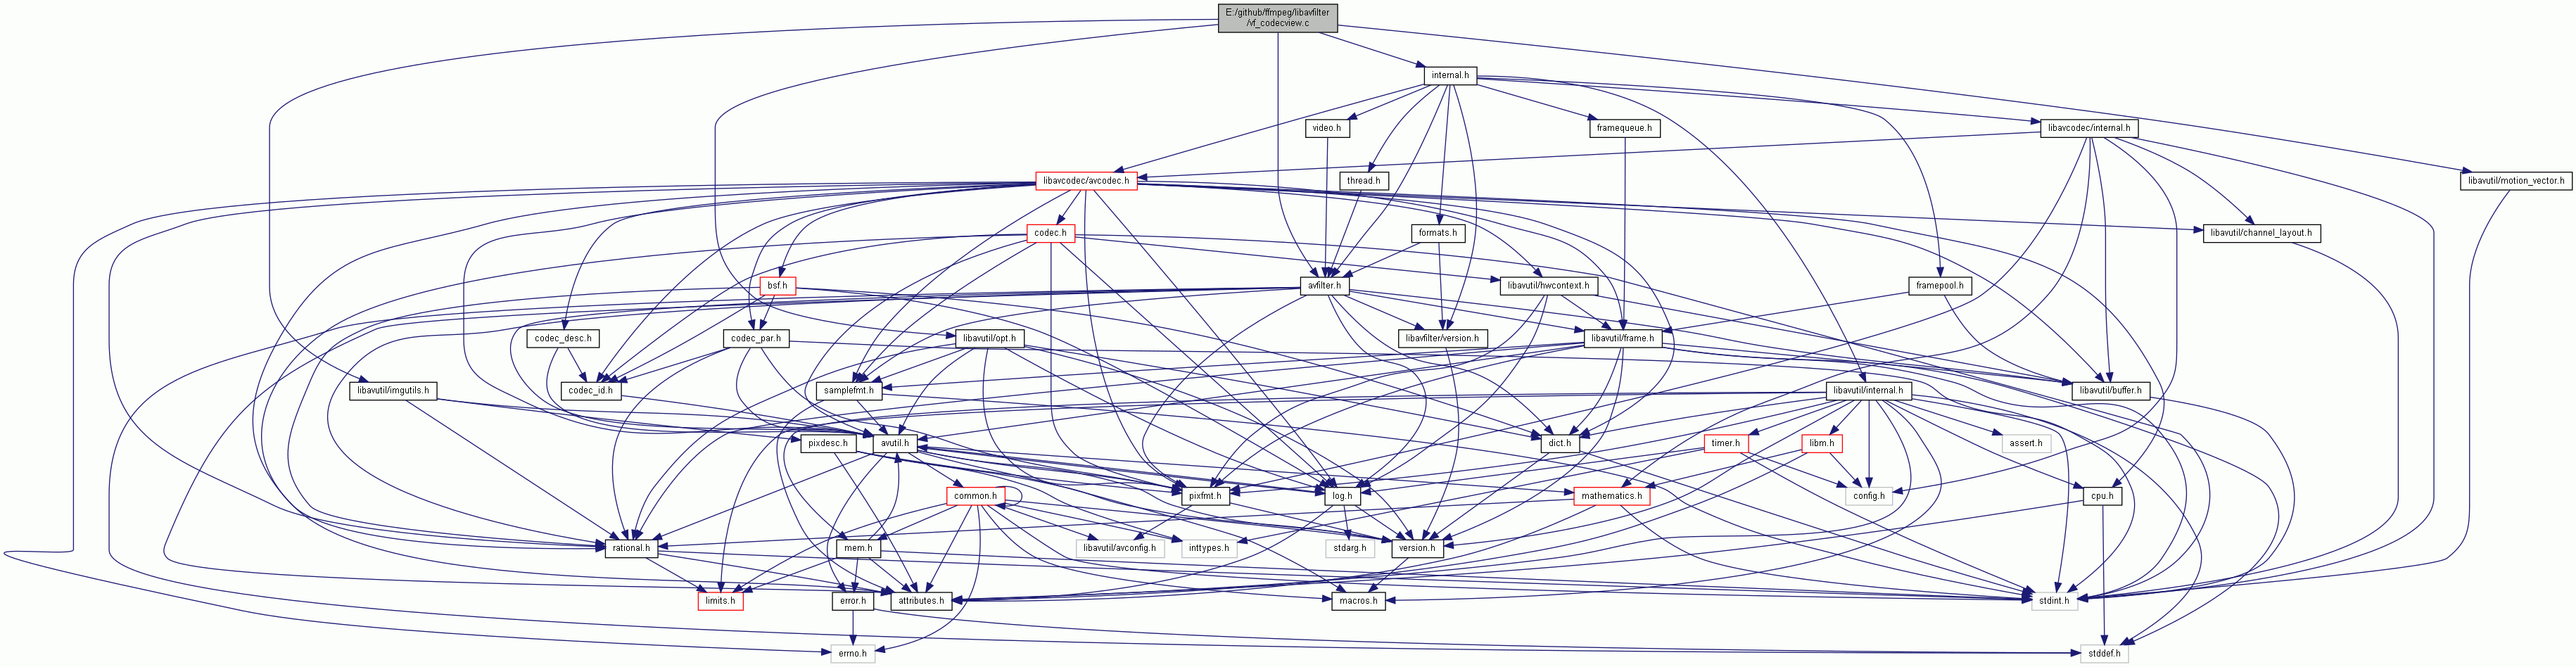 E:/github/ffmpeg/libavfilter
/vf_codecview.c
internal.h
video.h
framequeue.h
libavcodec/internal.h
libavcodec/avcodec.h
thread.h
libavutil/motion_vector.h
codec.h
formats.h
libavutil/channel_layout.h
bsf.h
avfilter.h
libavutil/hwcontext.h
framepool.h
codec_desc.h
codec_par.h
libavutil/opt.h
libavfilter/version.h
libavutil/frame.h
libavutil/imgutils.h
codec_id.h
samplefmt.h
libavutil/internal.h
libavutil/buffer.h
pixdesc.h
avutil.h
dict.h
timer.h
libm.h
assert.h
common.h
pixfmt.h
log.h
mathematics.h
config.h
cpu.h
rational.h
mem.h
libavutil/avconfig.h
inttypes.h
stdarg.h
version.h
limits.h
error.h
attributes.h
macros.h
stdint.h
errno.h
stddef.h